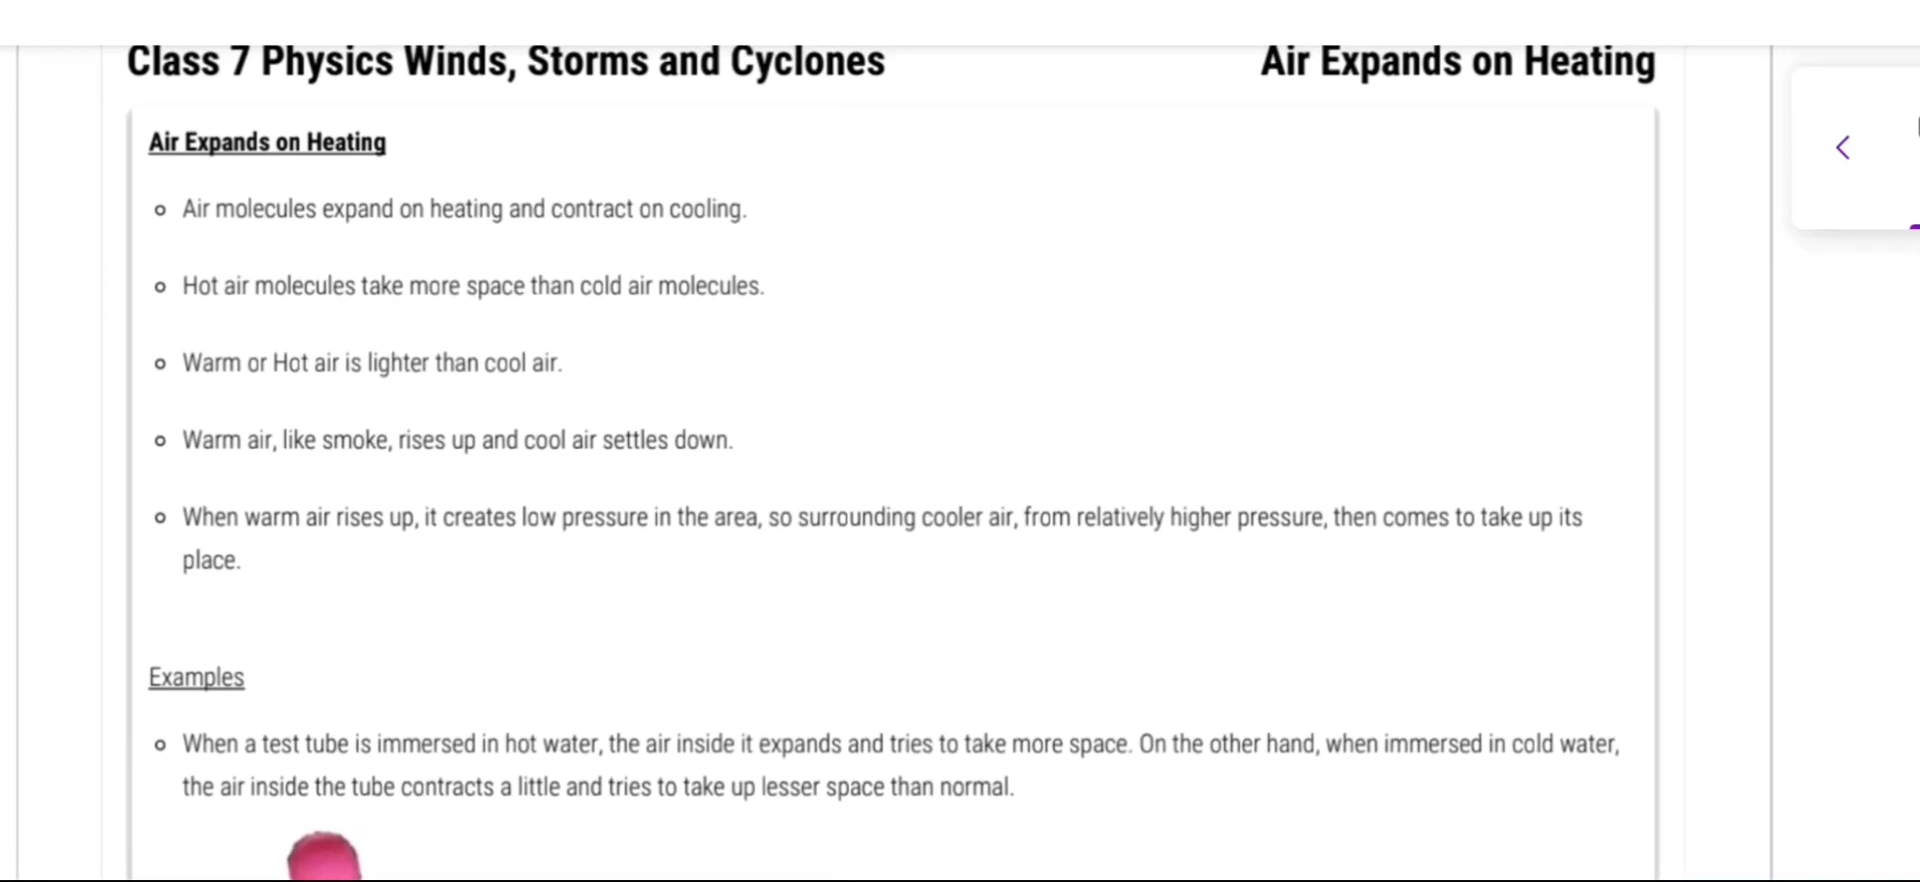 Class 7 Physics Winds, Storms and Cyclones
Air Expands on Heating
Air Expands on Heating
Air molecules expand on heating and contract on cooling.
Hot air molecules take more space than cold air molecules.
Warm or Hot air is lighter than cool air.
Warm air, like smoke, rises up and cool air settles down.
When warm air rises up, it creates low pressure in the area, so surrounding cooler air, from relatively higher pressure, then comes to take up its
place.
Examples
When a test tube is immersed in hot water, the air inside it expands and tries to take more space. On the other hand, when immersed in cold water,
the air inside the tube contracts a little and tries to take up lesser space than normal.